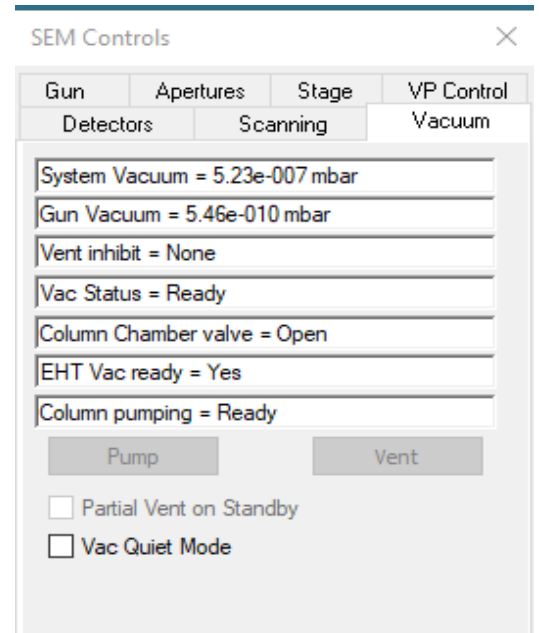 SEM Controls
Gun Apertures Stage VP Control
Detectors Scanning Vacuum
System Vacuum = 5.23e-007 mbar
Gun Vacuum = 5.46e-010 mbar
Vent inhibit = None
Vac Status = Ready
Column Chamber valve = Open
EHT Vac ready = Yes
Column pumping = Ready
Pump Vent
Partial Vent on Standby
Vac Quiet Mode